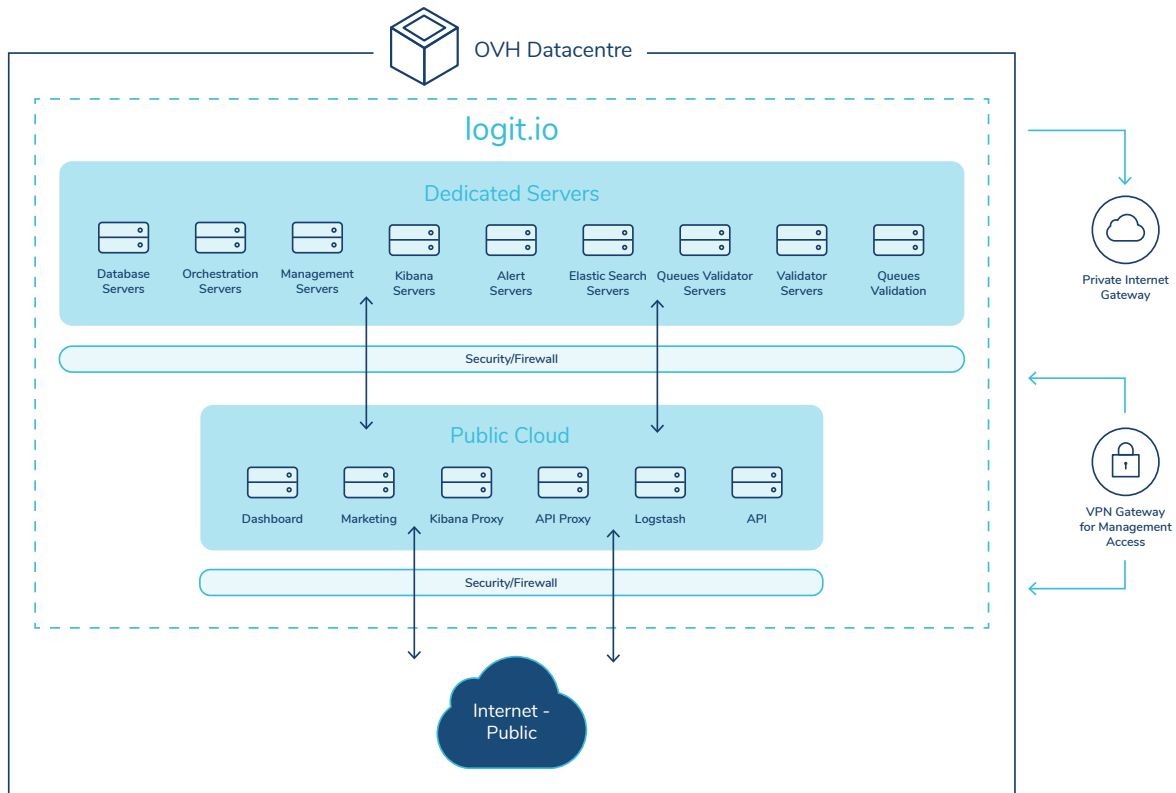 OVH Datacentre
logit.io
Dedicated Servers
Database
Servers
Orchestration
Servers
Management
Servers
Kibana
Servers
Alert
Servers
Elastic Search
Servers
Queues Validator
Servers
Validator
Servers
Queues
Validation
Private Internet
Gateway
Security/Firewall
Public Cloud
Dashboard
Marketing
Kibana Proxy
API Proxy
Logstash
API
VPN Gateway
for Management
Access
Security/Firewall
Internet -
Public